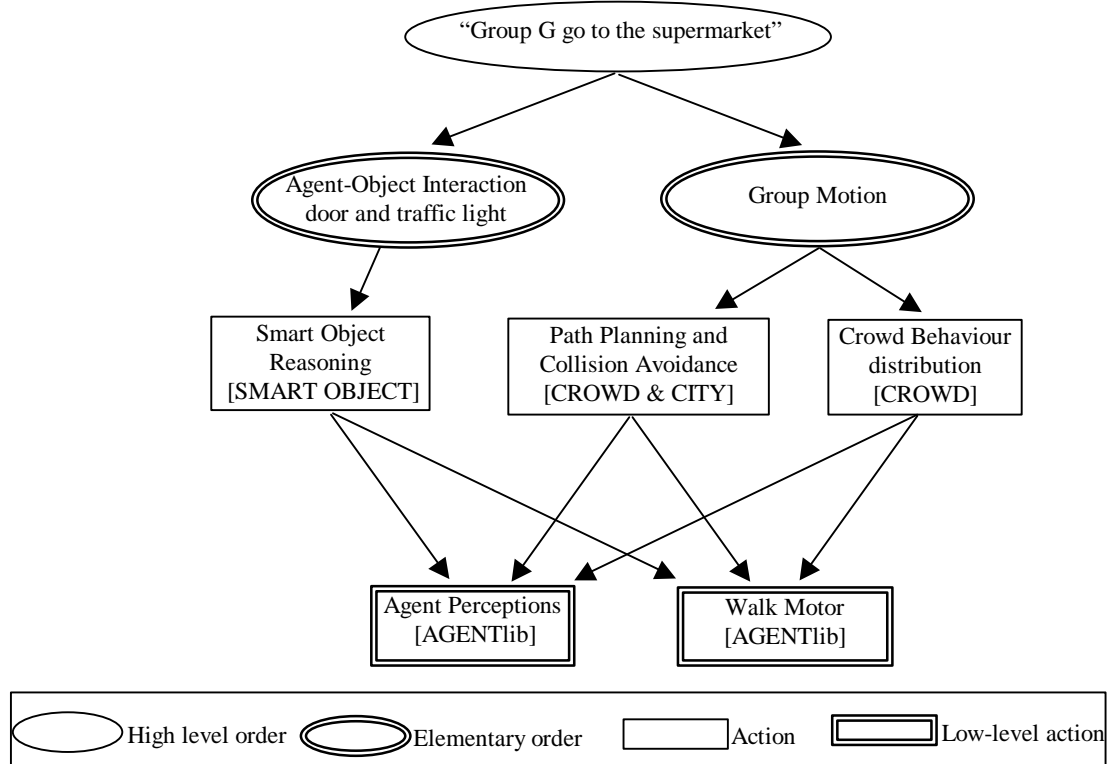 “Group G go to the supermarket”
Agent-Object Interaction
door and traffic light
Group Motion
Smart Object
Reasoning
[SMART OBJECT]
Path Planning and
Collision Avoidance
[CROWD & CITY]
Crowd Behaviour
distribution
[CROWD]
Agent Perceptions
[AGENTlib]
Walk Motor
[AGENTlib]
High level order
Elementary order
Action
Low-level action